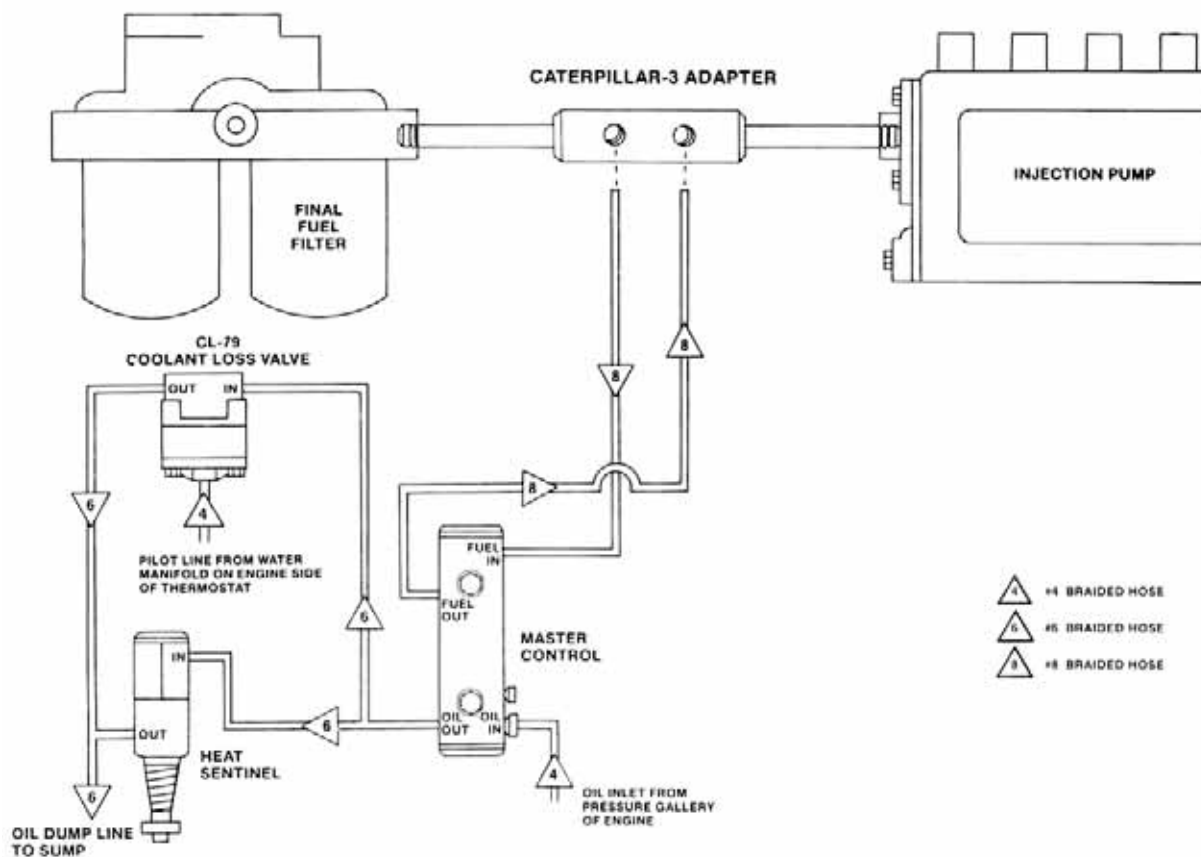 CATERPILLAR-3 ADAPTER
INJECTION PUMP
FINAL
FUEL
FILTER
CL-79
COOLANT LOSS VALVE
OUT IN
8
8
6
4
8
PILOT LINE FROM WATER
MANIFOLD ON ENGINE SIDE
OF THERMOSTAT
FUEL
IN
FUEL
OUT
6
MASTER
CONTROL
4 #4 BRAIDED HOSE
6 #6 BRAIDED HOSE
8 #8 BRAIDED HOSE
IN
OUT
6
OIL
OUT
OIL
IN
HEAT
SENTINEL
4
OIL INLET FROM
PRESSURE GALLERY
OF ENGINE
6
OIL DUMP LINE
TO SUMP